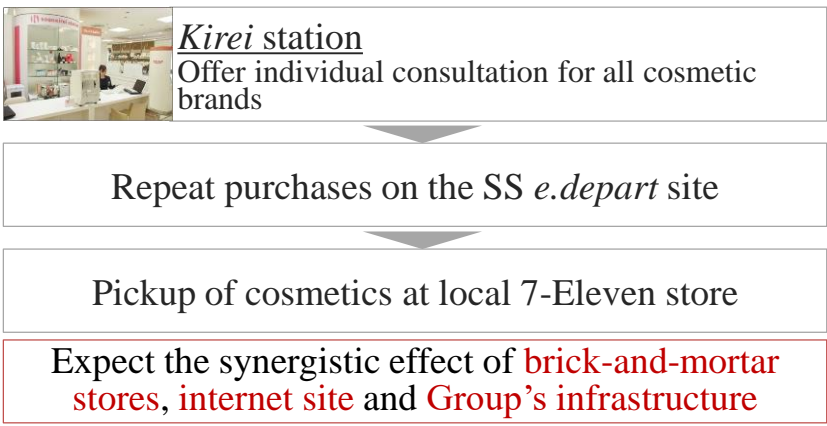 Kirei station
Offer individual consultation for all cosmetic
brands
Repeat purchases on the SS e.depart site
Pickup of cosmetics at local 7-Eleven store
Expect the synergistic effect of brick-and-mortar
stores, internet site and Group’s infrastructure